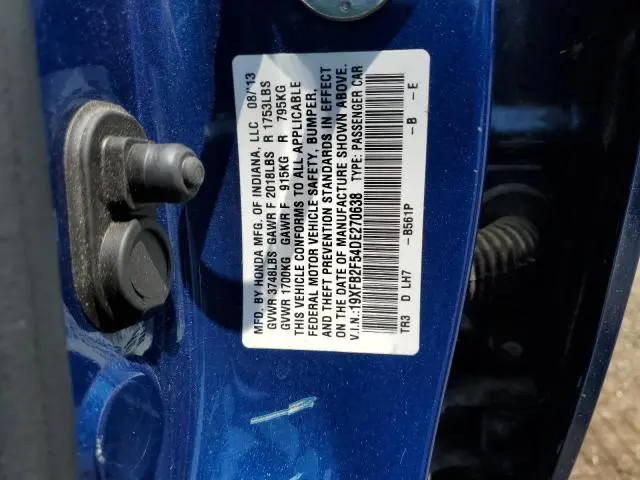 MFD. BY HONDA MFG. OF INDIANA, LLC 08/13
GVWR 3748LBS GAWR F 2018LBS R 1753LBS
GVWR 1700KG GAWR F 915KG R 795KG
THIS VEHICLE CONFORMS TO ALL APPLICABLE
FEDERAL MOTOR VEHICLE SAFETY, BUMPER,
AND THEFT PREVENTION STANDARDS IN EFFECT
ON THE DATE OF MANUFACTURE SHOWN ABOVE.
V.I.N.:19XFB2F54DE270638 TYPE: PASSENGER CAR
TR3 D LH7 -B561P -B -E